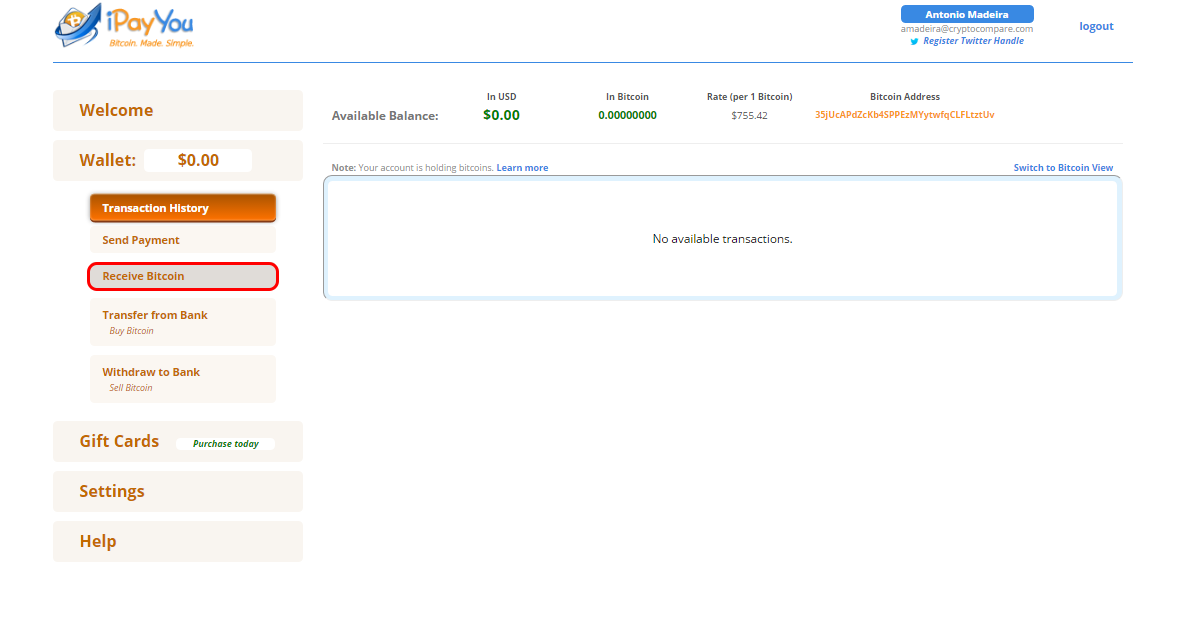 iPayYou
Bitcoin. Made. Simple.
Antonio Madeira
amadeira@cryptocompare.com
Register Twitter Handle
logout
Welcome
Wallet: $0.00
Transaction History
Send Payment
Receive Bitcoin
Transfer from Bank
Buy Bitcoin
Withdraw to Bank
Sell Bitcoin
Gift Cards Purchase today
Settings
Help
In USD In Bitcoin Rate (per 1 Bitcoin) Bitcoin Address
Available Balance: $0.00 0.00000000 $755.42 35jUcAPdZcKb4SPPEzMYytwfqCLFLtztUv
Note: Your account is holding bitcoins. Learn more Switch to Bitcoin View
No available transactions.